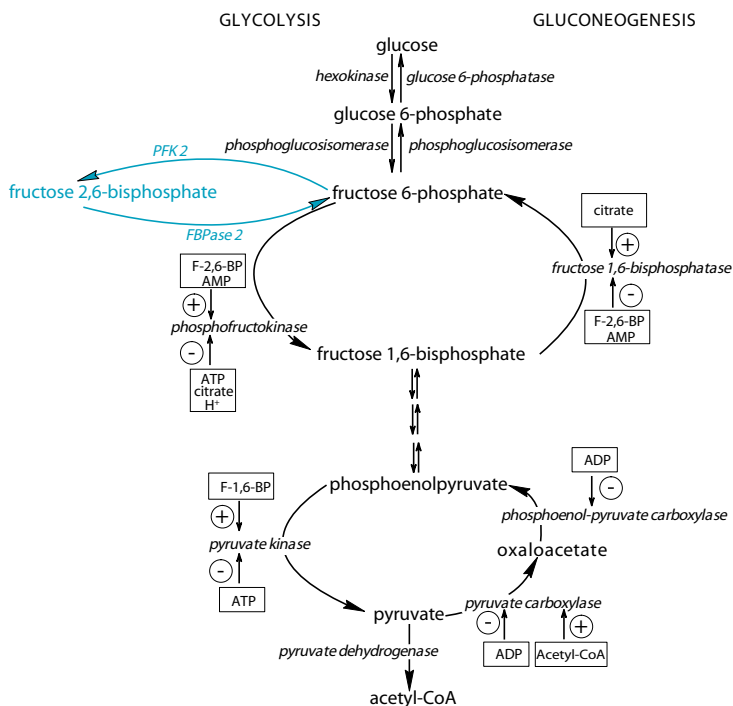 GLYCOLYSIS
GLUCONEOGENESIS
glucose
hexokinase
glucose 6-phosphatase
glucose 6-phosphate
phosphoglucosisomerase
phosphoglucosisomerase
PFK 2
fructose 2,6-bisphosphate
fructose 6-phosphate
FBPase 2
citrate
+
fructose 1,6-bisphosphatase
-
F-2,6-BP
AMP
F-2,6-BP
AMP
+
phosphofructokinase
-
ATP
citrate
H⁺
fructose 1,6-bisphosphate
phosphoenolpyruvate
ADP
-
phosphoenol-pyruvate carboxylase
oxaloacetate
F-1,6-BP
+
pyruvate kinase
-
ATP
pyruvate
pyruvate carboxylase
-
+
ADP
Acetyl-CoA
pyruvate dehydrogenase
acetyl-CoA